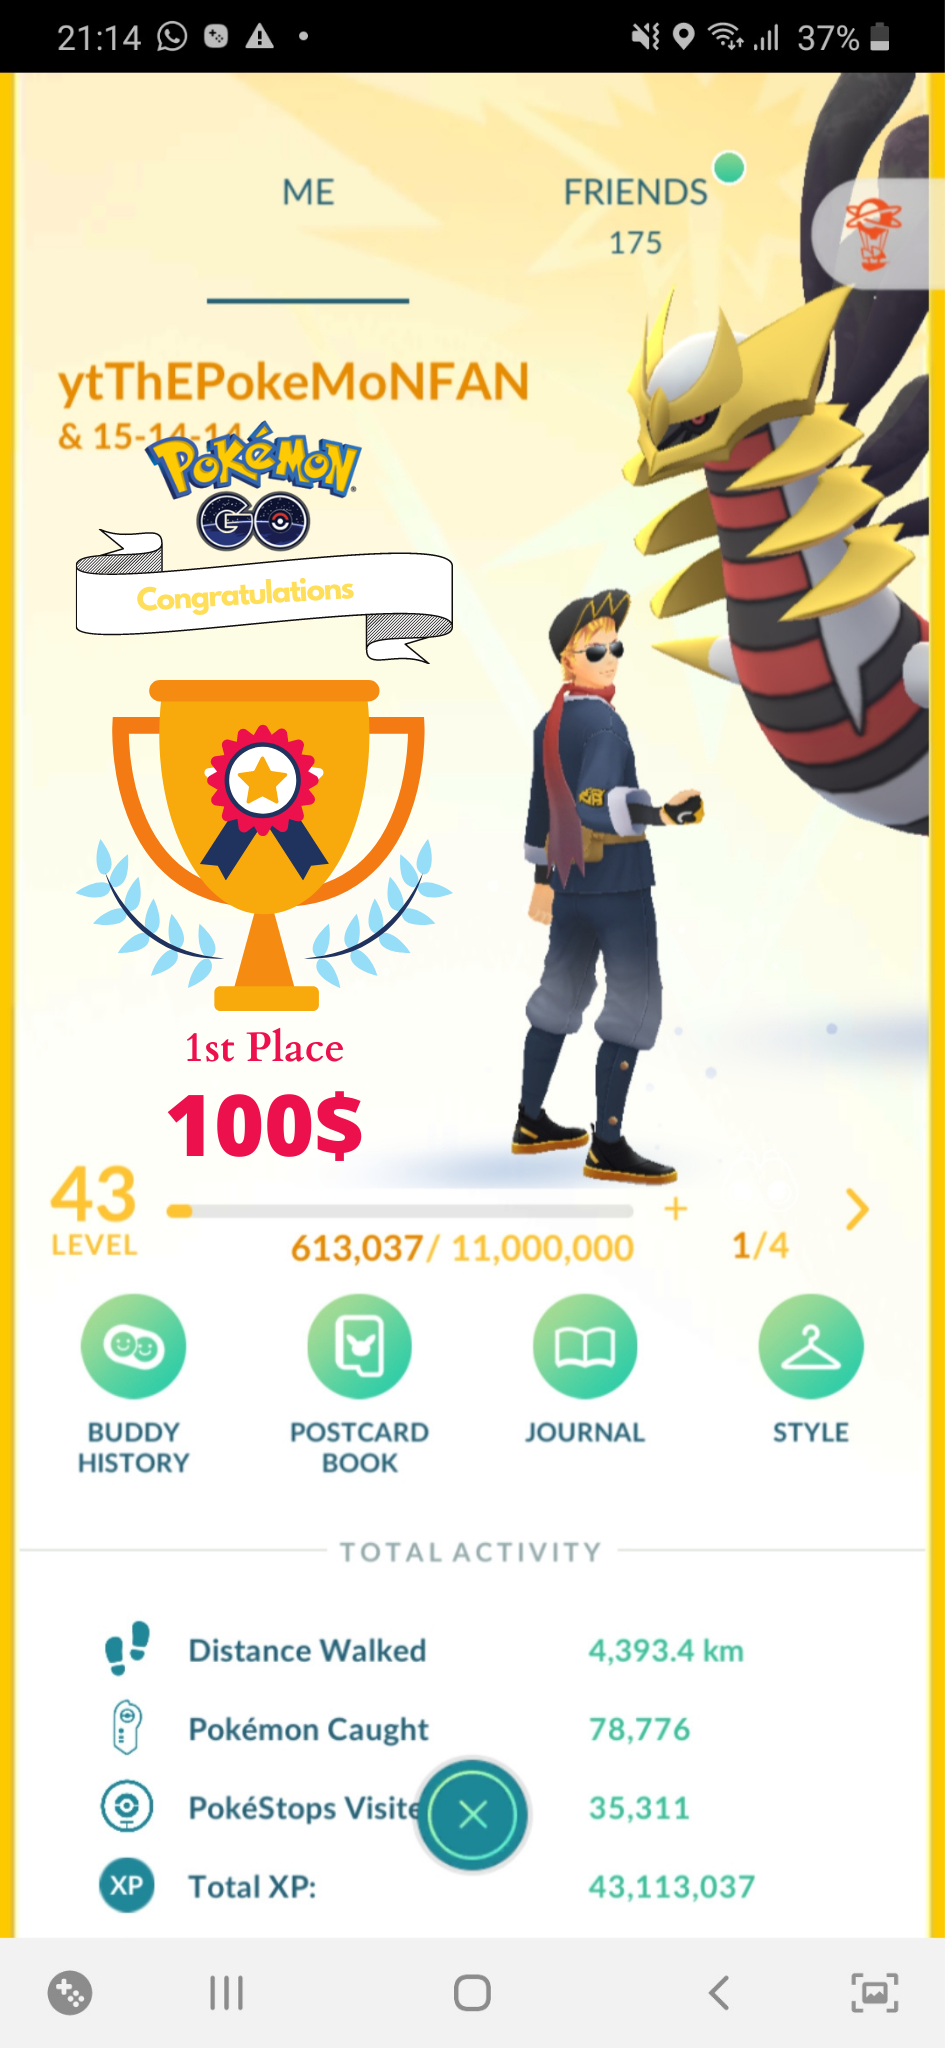 21:14
37%
ME
FRIENDS
175
ytThEPokeMoNFAN
& 15-14-14
POKéMON
GO
Congratulations
1st Place
100$
43
LEVEL
613,037/ 11,000,000
+
1/4
BUDDY
HISTORY
POSTCARD
BOOK
JOURNAL
STYLE
TOTAL ACTIVITY
Distance Walked
4,393.4 km
Pokémon Caught
78,776
PokéStops Visite
35,311
XP
Total XP:
43,113,037